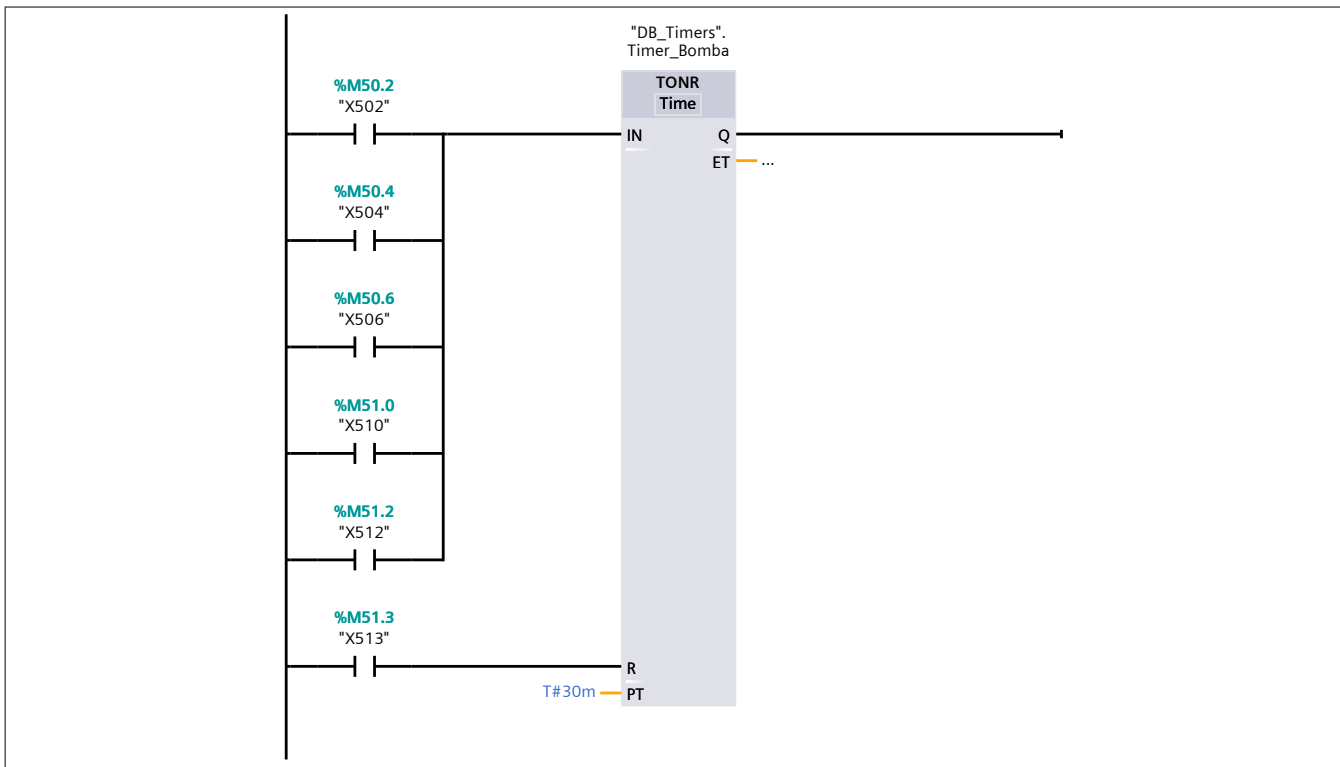 "DB_Timers".
Timer_Bomba
TONR
Time
%M50.2
"X502"
IN
Q
ET
...
%M50.4
"X504"
%M50.6
"X506"
%M51.0
"X510"
%M51.2
"X512"
%M51.3
"X513"
R
T#30m
PT